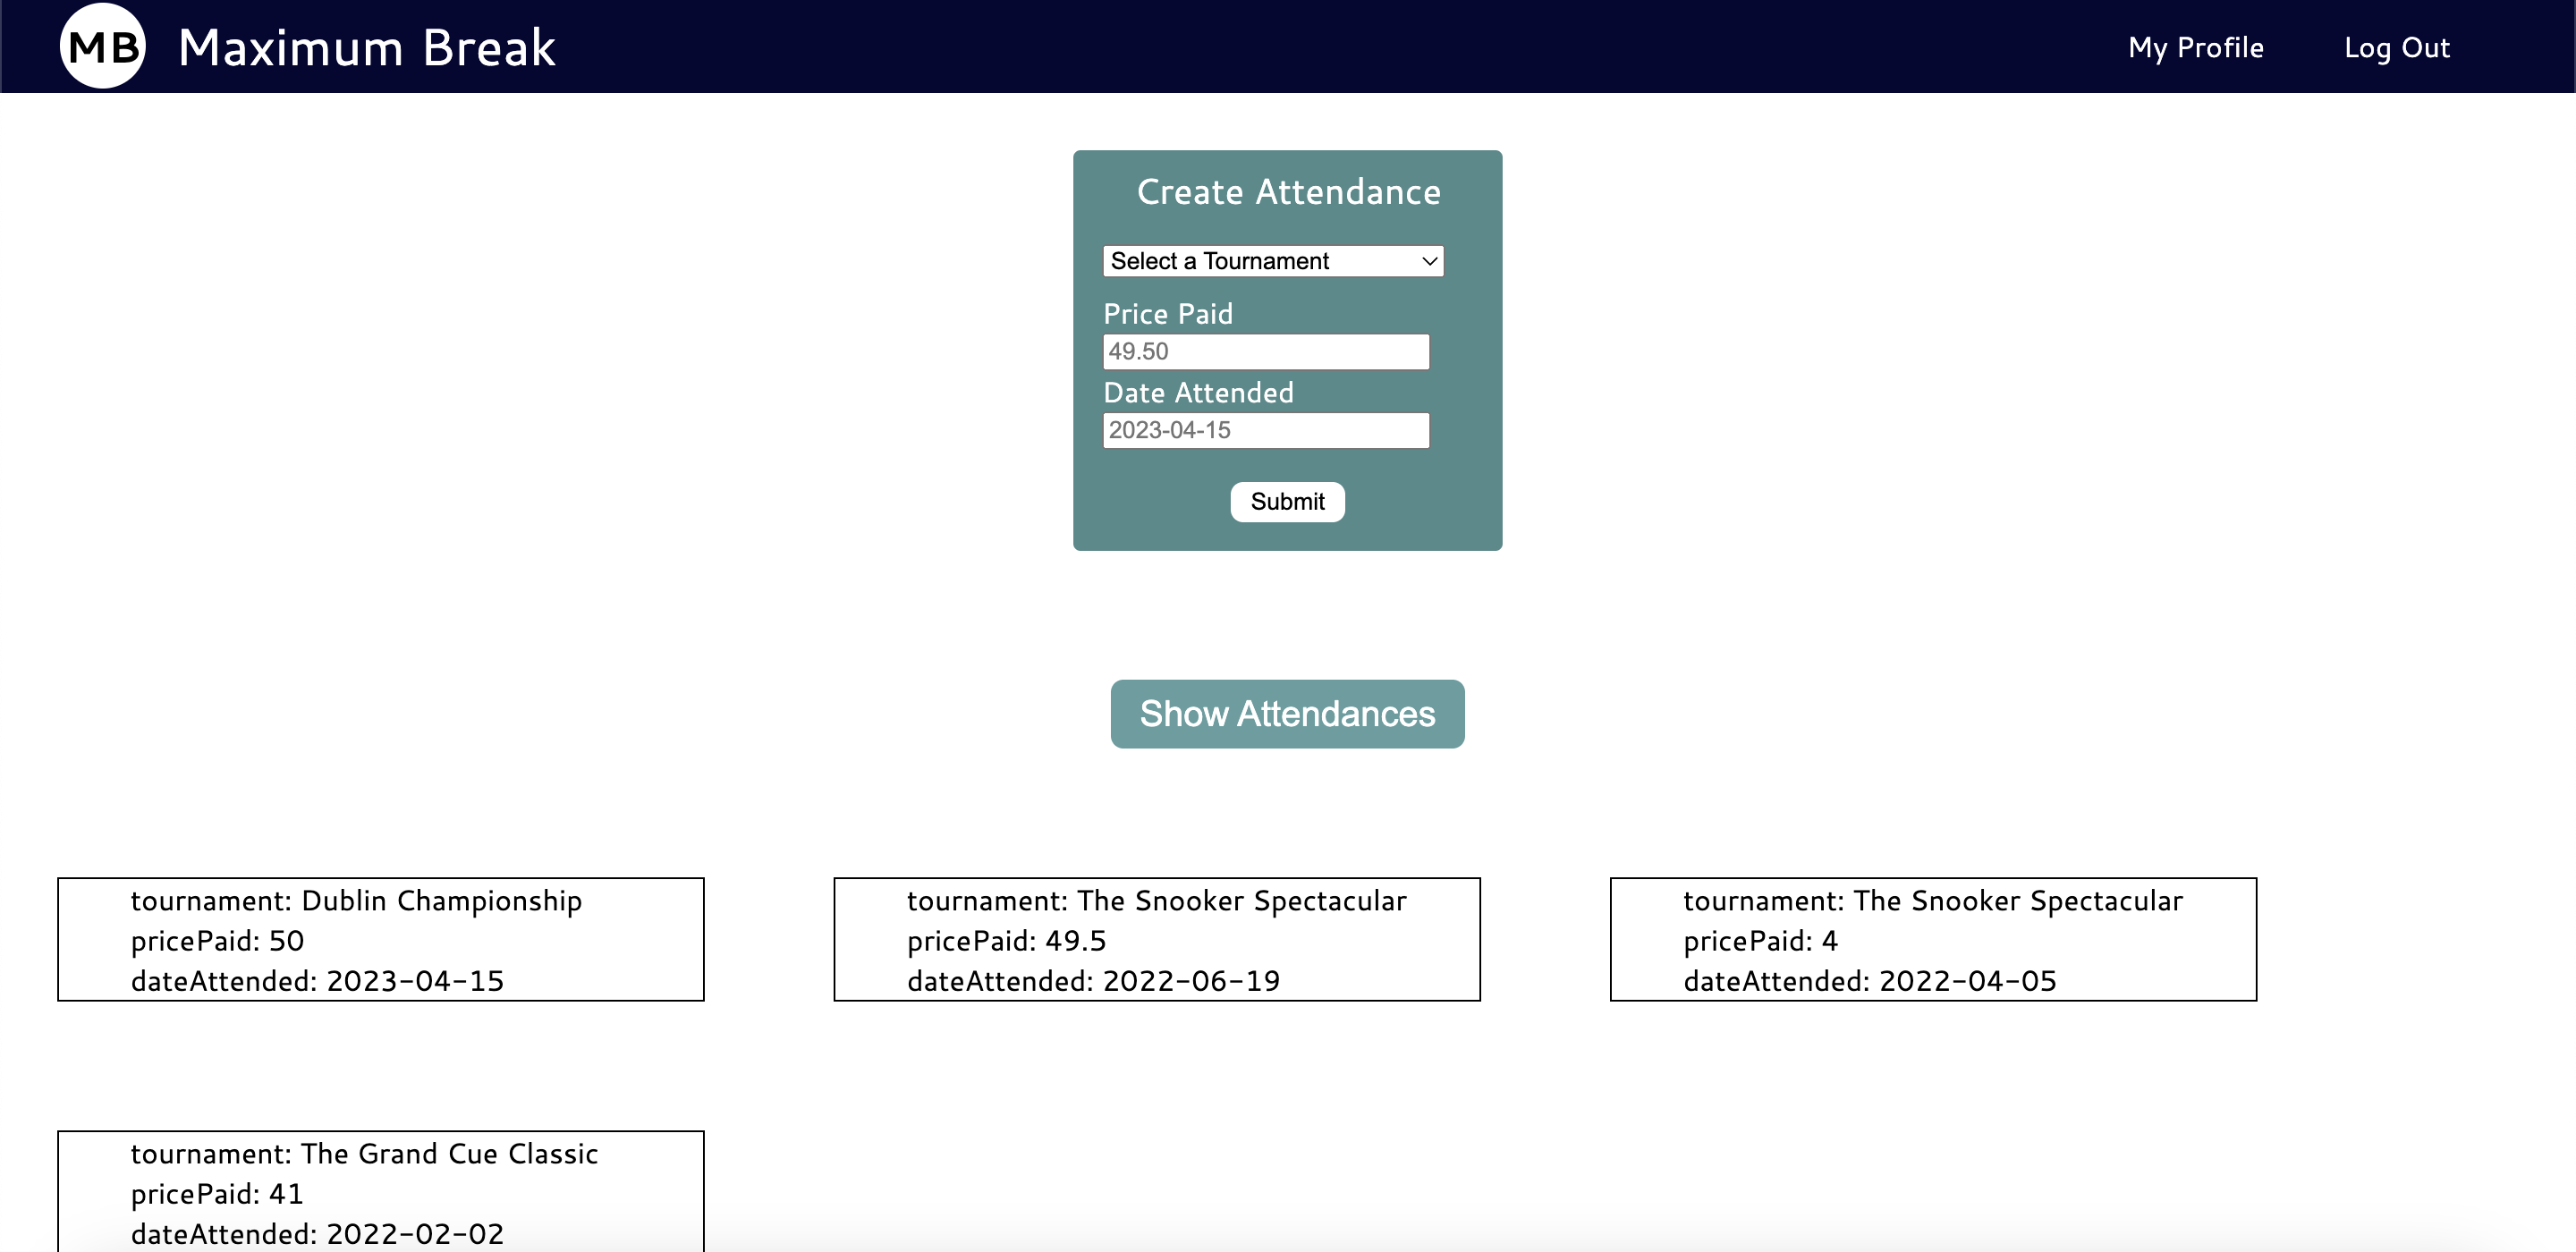 MB Maximum Break
My Profile
Log Out
Create Attendance
Select a Tournament
Price Paid
49.50
Date Attended
2023-04-15
Submit
Show Attendances
tournament: Dublin Championship
pricePaid: 50
dateAttended: 2023-04-15
tournament: The Snooker Spectacular
pricePaid: 49.5
dateAttended: 2022-06-19
tournament: The Snooker Spectacular
pricePaid: 4
dateAttended: 2022-04-05
tournament: The Grand Cue Classic
pricePaid: 41
dateAttended: 2022-02-02